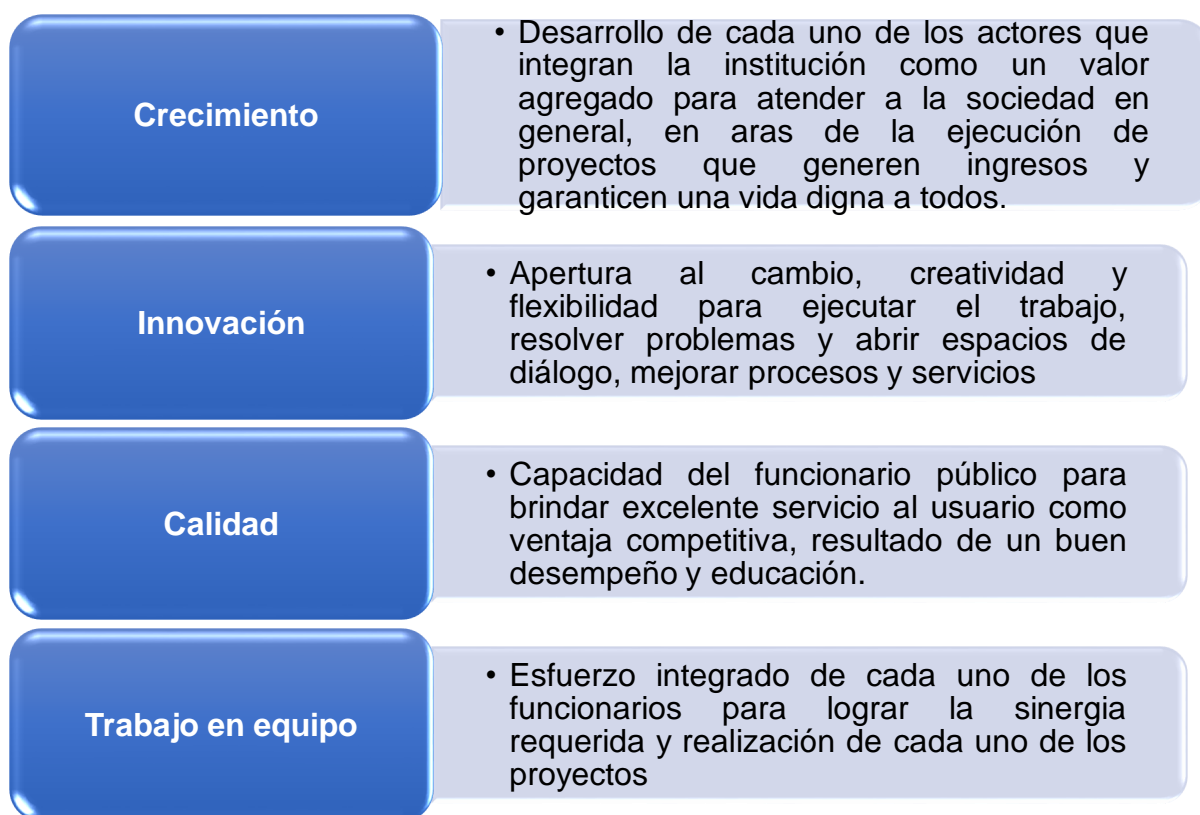 Crecimiento
• Desarrollo de cada uno de los actores que
integran la institución como un valor
agregado para atender a la sociedad en
general, en aras de la ejecución de
proyectos que generen ingresos y
garanticen una vida digna a todos.
Innovación
• Apertura al cambio, creatividad y
flexibilidad para ejecutar el trabajo,
resolver problemas y abrir espacios de
diálogo, mejorar procesos y servicios
Calidad
• Capacidad del funcionario público para
brindar excelente servicio al usuario como
ventaja competitiva, resultado de un buen
desempeño y educación.
Trabajo en equipo
• Esfuerzo integrado de cada uno de los
funcionarios para lograr la sinergia
requerida y realización de cada uno de los
proyectos